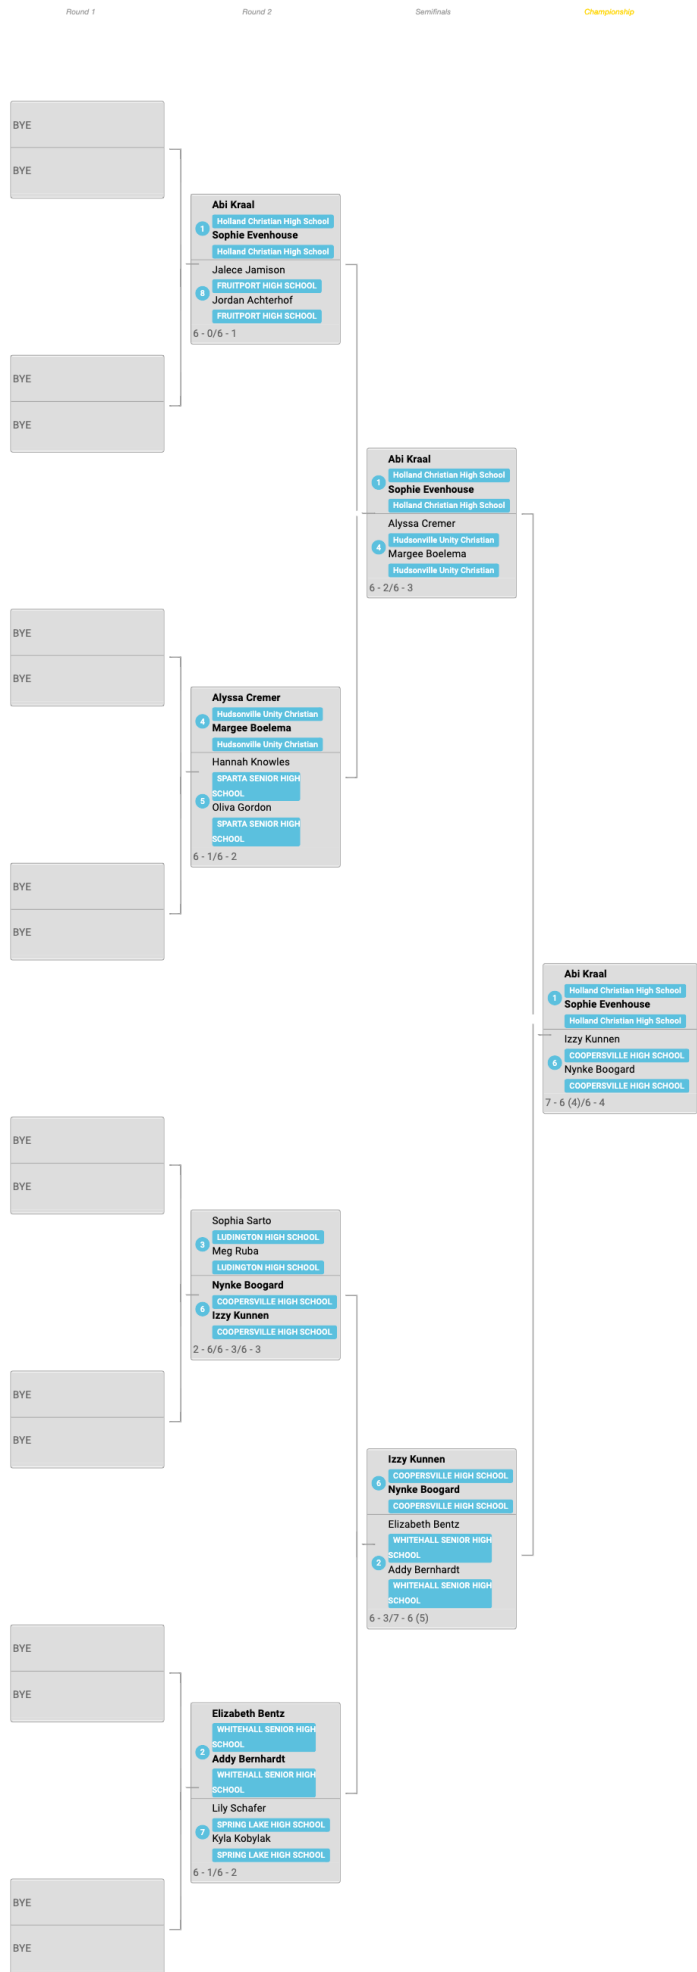 Round 1
Round 2
Semifinals
Championship
BYE
BYE
Abi Kraal
1
Holland Christian High School
Sophie Evenhouse
Holland Christian High School
Jalece Jamison
8
FRUITPORT HIGH SCHOOL
Jordan Achterhof
FRUITPORT HIGH SCHOOL
6 - 0/6 - 1
BYE
BYE
Abi Kraal
1
Holland Christian High School
Sophie Evenhouse
Holland Christian High School
Alyssa Cremer
4
Hudsonville Unity Christian
Margee Boelema
Hudsonville Unity Christian
6 - 2/6 - 3
BYE
BYE
Alyssa Cremer
4
Hudsonville Unity Christian
Margee Boelema
Hudsonville Unity Christian
Hannah Knowles
5
SPARTA SENIOR HIGH
SCHOOL
Oliva Gordon
SPARTA SENIOR HIGH
SCHOOL
6 - 1/6 - 2
BYE
BYE
Abi Kraal
1
Holland Christian High School
Sophie Evenhouse
Holland Christian High School
Izzy Kunnen
6
COOPERSVILLE HIGH SCHOOL
Nynke Boogard
COOPERSVILLE HIGH SCHOOL
7 - 6 (4)/6 - 4
BYE
BYE
Sophia Sarto
3
LUDINGTON HIGH SCHOOL
Meg Ruba
LUDINGTON HIGH SCHOOL
Nynke Boogard
6
COOPERSVILLE HIGH SCHOOL
Izzy Kunnen
COOPERSVILLE HIGH SCHOOL
2 - 6/6 - 3/6 - 3
BYE
BYE
Izzy Kunnen
6
COOPERSVILLE HIGH SCHOOL
Nynke Boogard
COOPERSVILLE HIGH SCHOOL
Elizabeth Bentz
2
WHITEHALL SENIOR HIGH
SCHOOL
Addy Bernhardt
WHITEHALL SENIOR HIGH
SCHOOL
6 - 3/7 - 6 (5)
BYE
BYE
Elizabeth Bentz
2
WHITEHALL SENIOR HIGH
SCHOOL
Addy Bernhardt
WHITEHALL SENIOR HIGH
SCHOOL
Lily Schafer
7
SPRING LAKE HIGH SCHOOL
Kyla Kobylak
SPRING LAKE HIGH SCHOOL
6 - 1/6 - 2
BYE
BYE